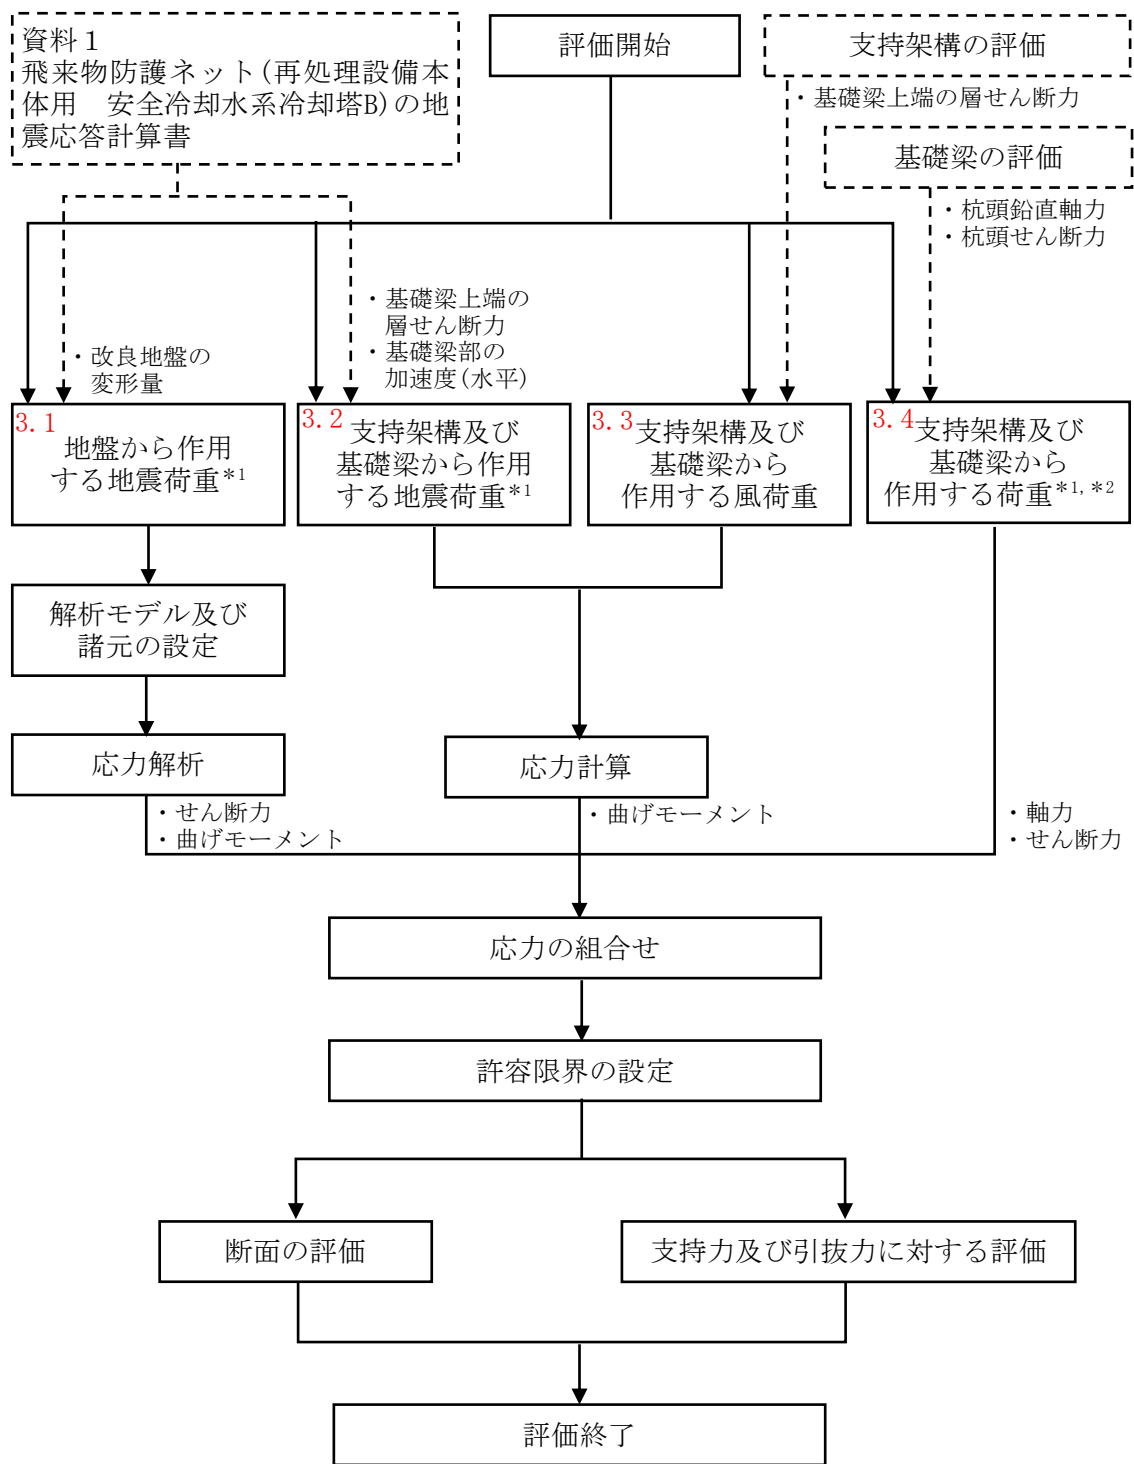 資料１
飛来物防護ネット(再処理設備本
体用　安全冷却水系冷却塔B)の地
震応答計算書
評価開始
支持架構の評価
・基礎梁上端の層せん断力
基礎梁の評価
・杭頭鉛直軸力
・杭頭せん断力
・改良地盤の
変形量
・基礎梁上端の
層せん断力
・基礎梁部の
加速度(水平)
3.1
地盤から作用
する地震荷重*1
3.2
支持架構及び
基礎梁から作用
する地震荷重*1
3.3
支持架構及び
基礎梁から
作用する風荷重
3.4
支持架構及び
基礎梁から
作用する荷重*1,*2
解析モデル及び
諸元の設定
応力解析
応力計算
・せん断力
・曲げモーメント
・曲げモーメント
・軸力
・せん断力
応力の組合せ
許容限界の設定
断面の評価
支持力及び引抜力に対する評価
評価終了